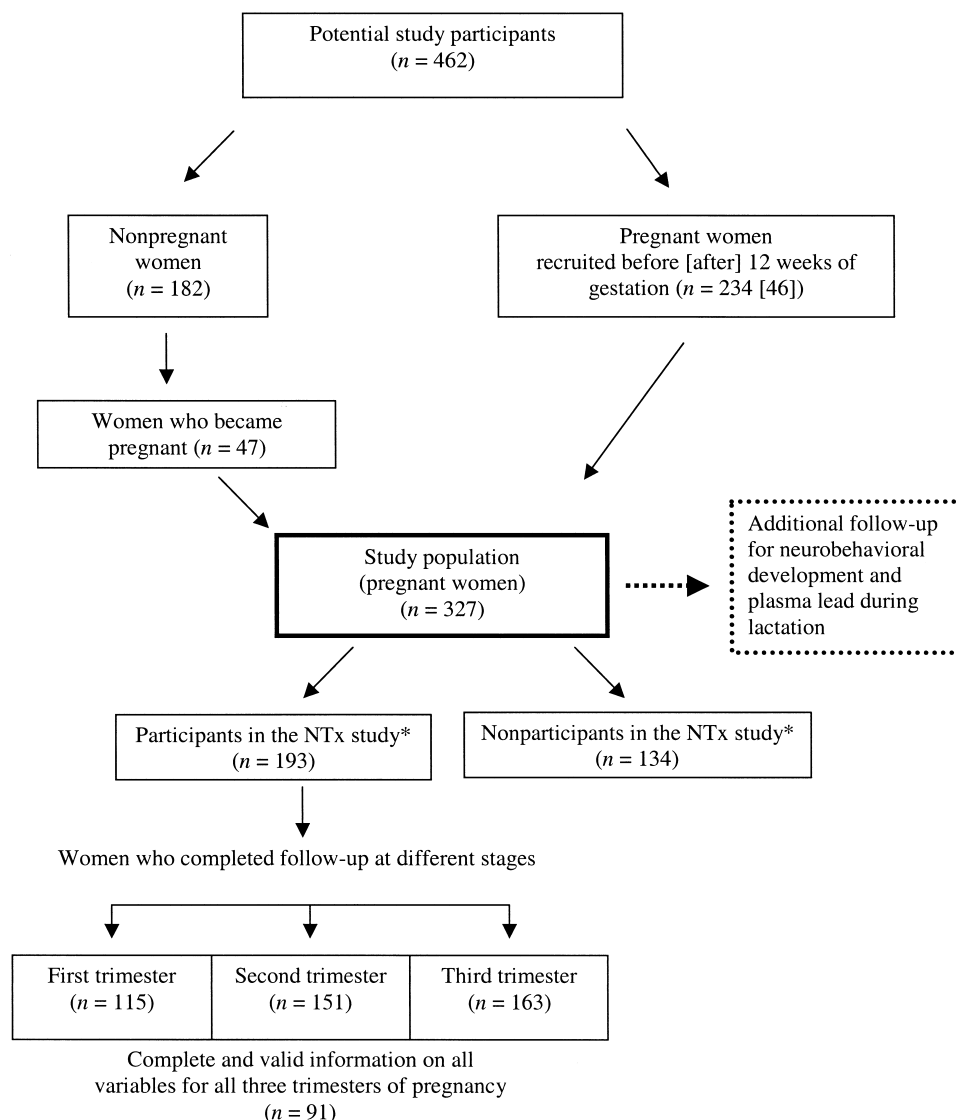 Potential study participants
(n = 462)
Nonpregnant
women
(n = 182)
Pregnant women
recruited before [after] 12 weeks of
gestation (n = 234 [46])
Women who became
pregnant (n = 47)
Study population
(pregnant women)
(n = 327)
Additional follow-up
for neurobehavioral
development and
plasma lead during
lactation
Participants in the NTx study*
(n = 193)
Nonparticipants in the NTx study*
(n = 134)
Women who completed follow-up at different stages
First trimester
(n = 115)
Second trimester
(n = 151)
Third trimester
(n = 163)
Complete and valid information on all
variables for all three trimesters of pregnancy
(n = 91)